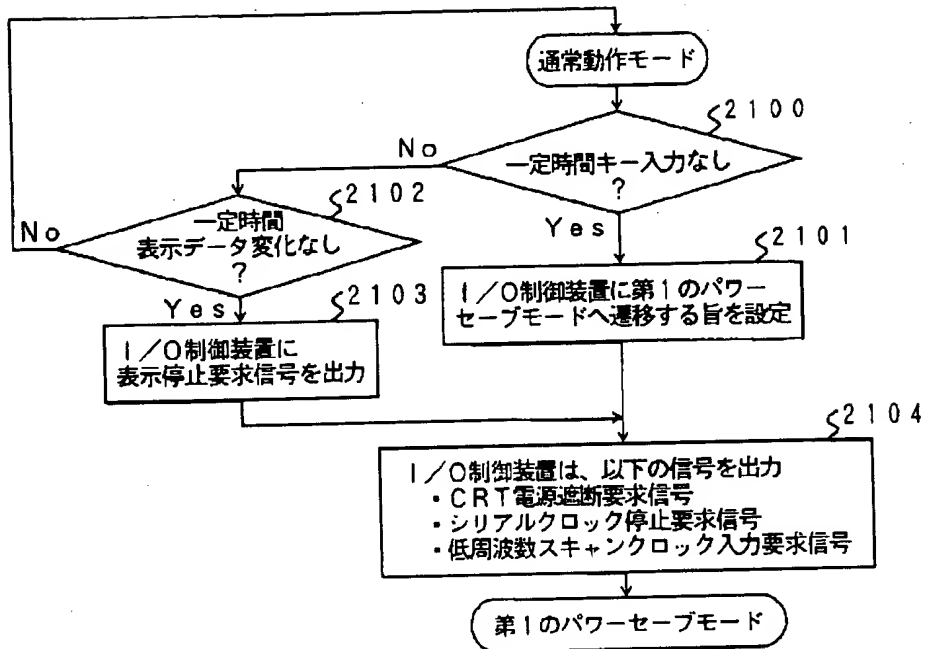 通常動作モード
2100
一定時間キー入力なし
?
No
Yes
2102
一定時間
表示データ変化なし
?
No
Yes
2101
I/O制御装置に第1のパワー
セーブモードへ遷移する旨を設定
2103
I/O制御装置に
表示停止要求信号を出力
2104
I/O制御装置は、以下の信号を出力
・CRT電源遮断要求信号
・シリアルクロック停止要求信号
・低周波数スキャンクロック入力要求信号
第1のパワーセーブモード